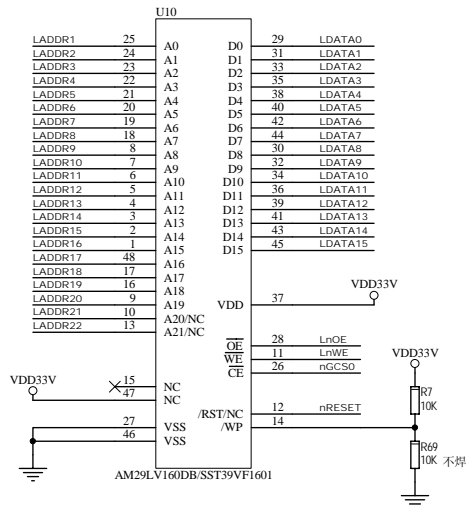 U10
LADDR1 25 A0 D0 29 LDATA0
LADDR2 24 A1 D1 31 LDATA1
LADDR3 23 A2 D2 33 LDATA2
LADDR4 22 A3 D3 35 LDATA3
LADDR5 21 A4 D4 38 LDATA4
LADDR6 20 A5 D5 40 LDATA5
LADDR7 19 A6 D6 42 LDATA6
LADDR8 18 A7 D7 44 LDATA7
LADDR9 8 A8 D8 30 LDATA8
LADDR10 7 A9 D9 32 LDATA9
LADDR11 6 A10 D10 34 LDATA10
LADDR12 5 A11 D11 36 LDATA11
LADDR13 4 A12 D12 39 LDATA12
LADDR14 3 A13 D13 41 LDATA13
LADDR15 2 A14 D14 43 LDATA14
LADDR16 1 A15 D15 45 LDATA15
LADDR17 48 A16
LADDR18 17 A17
LADDR19 16 A18
LADDR20 9 A19 VDD 37 VDD33V
LADDR21 10 A20/NC
LADDR22 13 A21/NC
OE 28 LnOE
WE 11 LnWE
CE 26 nGCS0
VDD33V
15 NC
VDD33V 47 NC
R7
10K
/RST/NC 12 nRESET
27 VSS /WP 14
46 VSS
R69
10K 不焊
AM29LV160DB/SST39VF1601